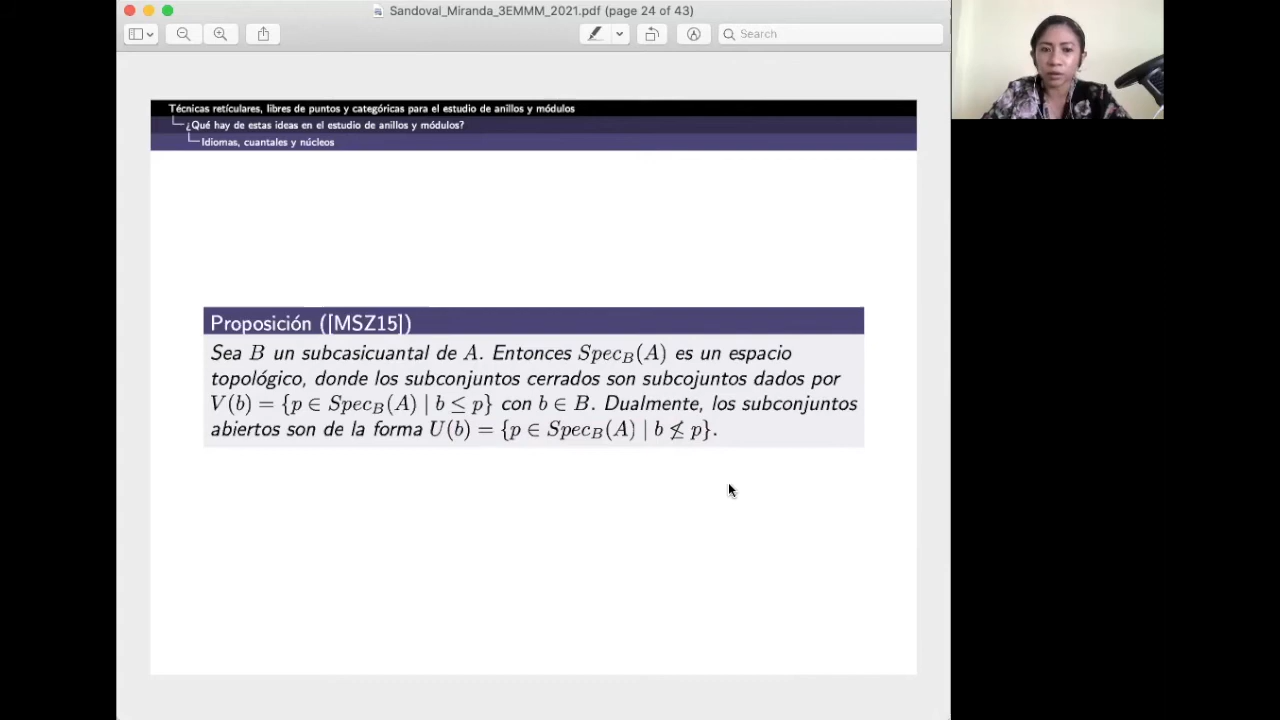 Sandoval_Miranda_3EMMM_2021.pdf (page 24 of 43)
Search
Técnicas retículares, libres de puntos y categóricas para el estudio de anillos y módulos
¿Qué hay de estas ideas en el estudio de anillos y módulos?
Idiomas, cuantales y núcleos
Proposición ([MSZ15])
Sea B un subcasicuantal de A. Entonces Spec_B(A) es un espacio
topológico, donde los subconjuntos cerrados son subcojuntos dados por
V(b) = {p ∈ Spec_B(A) | b ≤ p} con b ∈ B. Dualmente, los subconjuntos
abiertos son de la forma U(b) = {p ∈ Spec_B(A) | b ≰ p}.